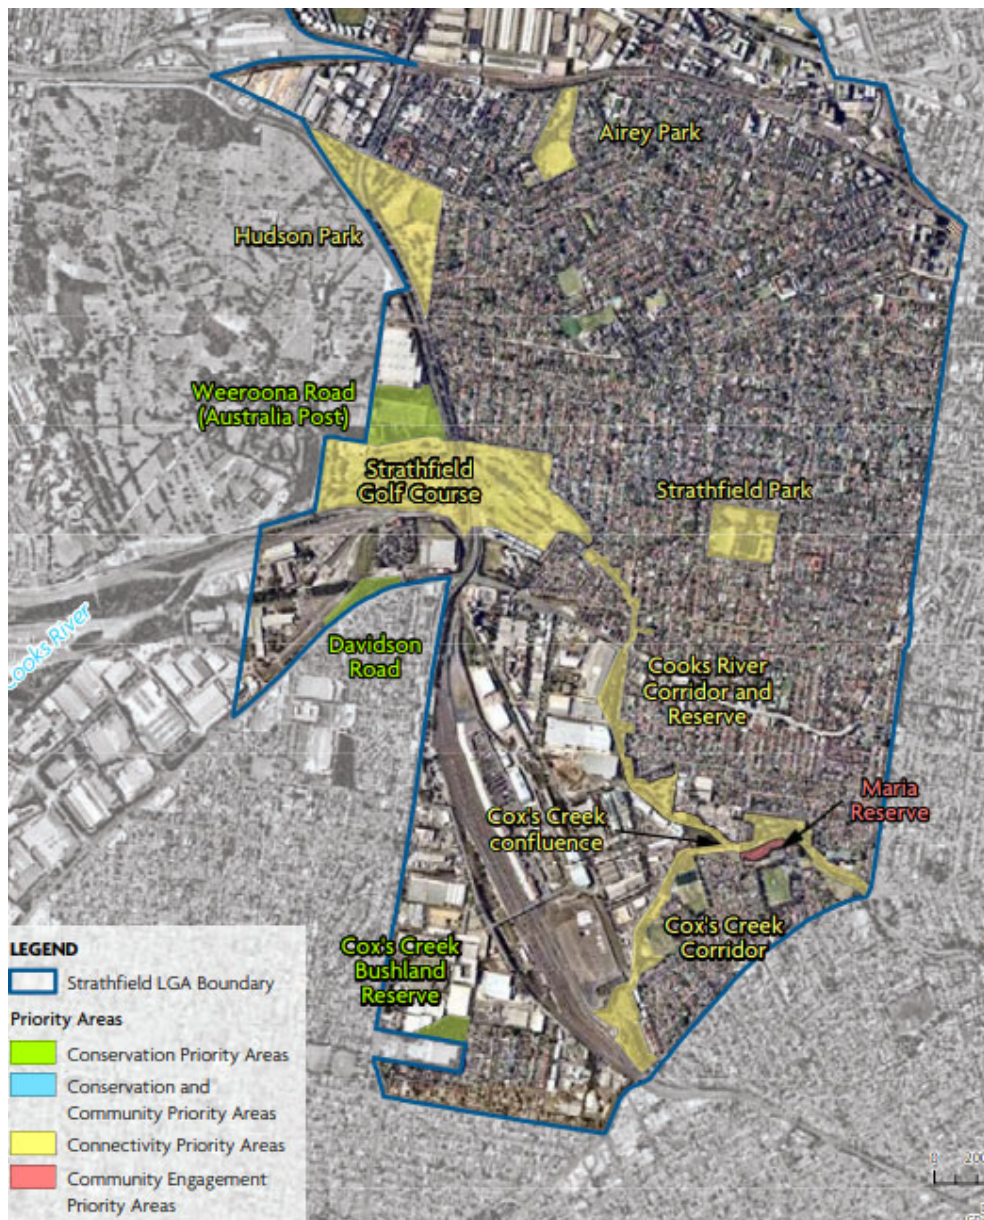 Airey Park
Hudson Park
Weeroona Road
(Australia Post)
Strathfield
Golf Course
Strathfield Park
Cooks River
Davidson
Road
Cooks River
Corridor and
Reserve
Maria
Reserve
Cox's Creek
confluence
Cox's Creek
Corridor
Cox's Creek
Bushland
Reserve
LEGEND
Strathfield LGA Boundary
Priority Areas
Conservation Priority Areas
Conservation and
Community Priority Areas
Connectivity Priority Areas
Community Engagement
Priority Areas
0 200